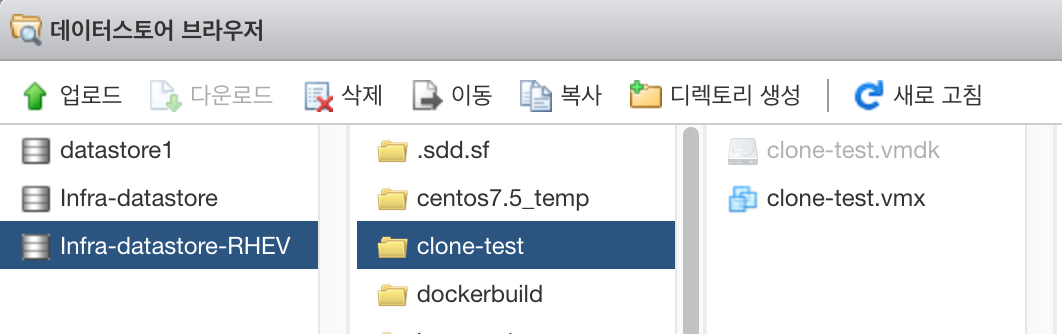 데이터스토어 브라우저
업로드 다운로드 삭제 이동 복사 디렉토리 생성 새로 고침
datastore1 .sdd.sf clone-test.vmdk
Infra-datastore centos7.5_temp clone-test.vmx
Infra-datastore-RHEV clone-test
dockerbuild